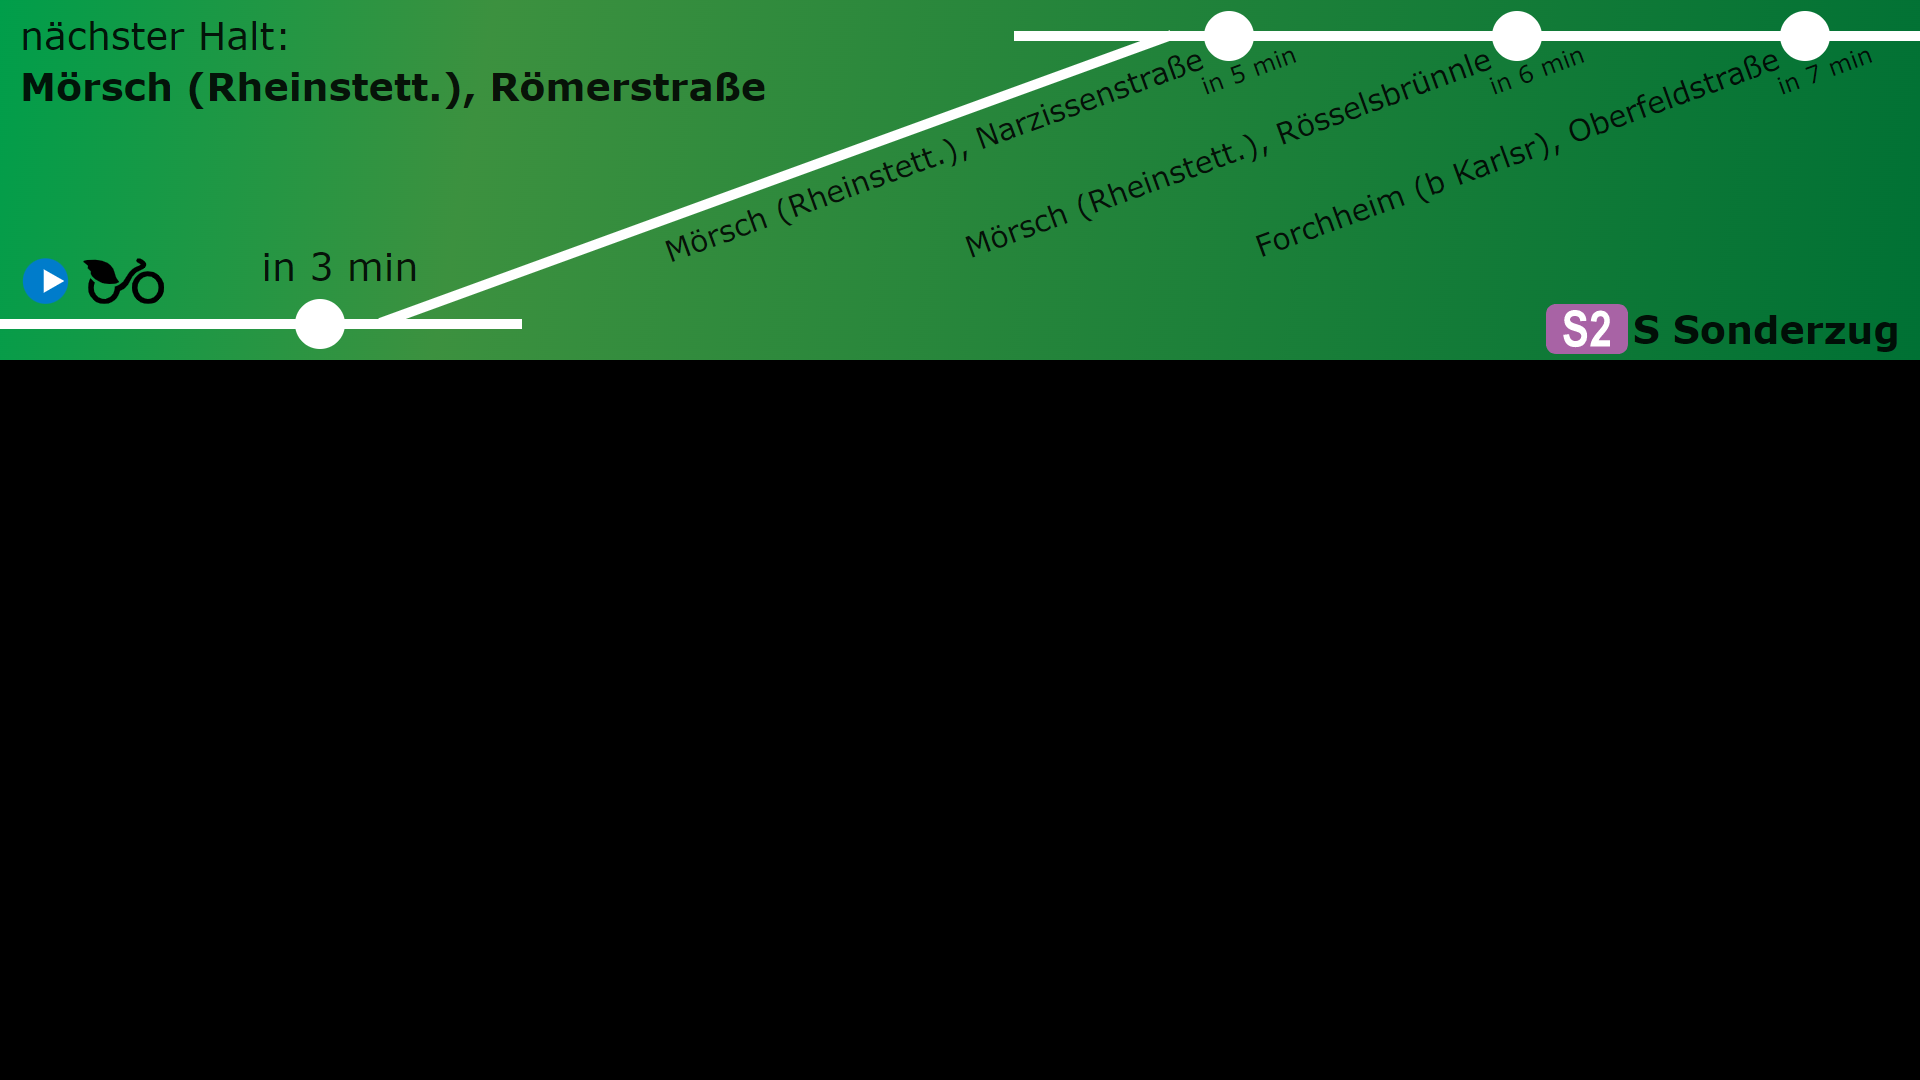 nächster Halt:
Mörsch (Rheinstett.), Römerstraße
in 3 min
Mörsch (Rheinstett.), Narzissenstraße
in 5 min
Mörsch (Rheinstett.), Rösselsbrünnle
in 6 min
Forchheim (b Karlsr), Oberfeldstraße
in 7 min
S2 S Sonderzug